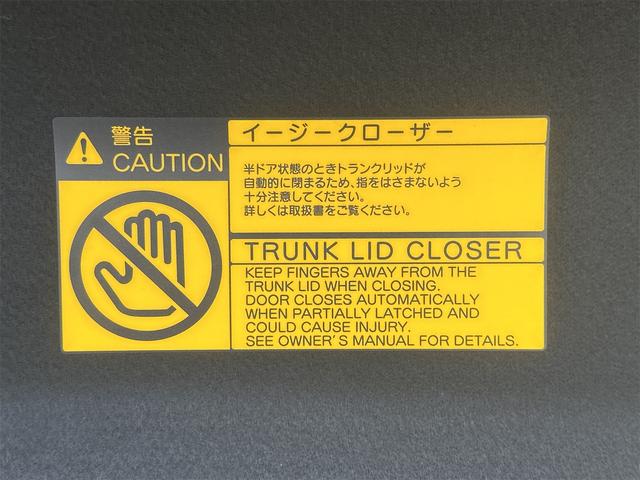 警告
CAUTION
イージークローザー
半ドア状態のときトランクリッドが
自動的に閉まるため、指をはさまないよう
十分注意してください。
詳しくは取扱書をご覧ください。
TRUNK LID CLOSER
KEEP FINGERS AWAY FROM THE
TRUNK LID WHEN CLOSING.
DOOR CLOSES AUTOMATICALLY
WHEN PARTIALLY LATCHED AND
COULD CAUSE INJURY.
SEE OWNER'S MANUAL FOR DETAILS.